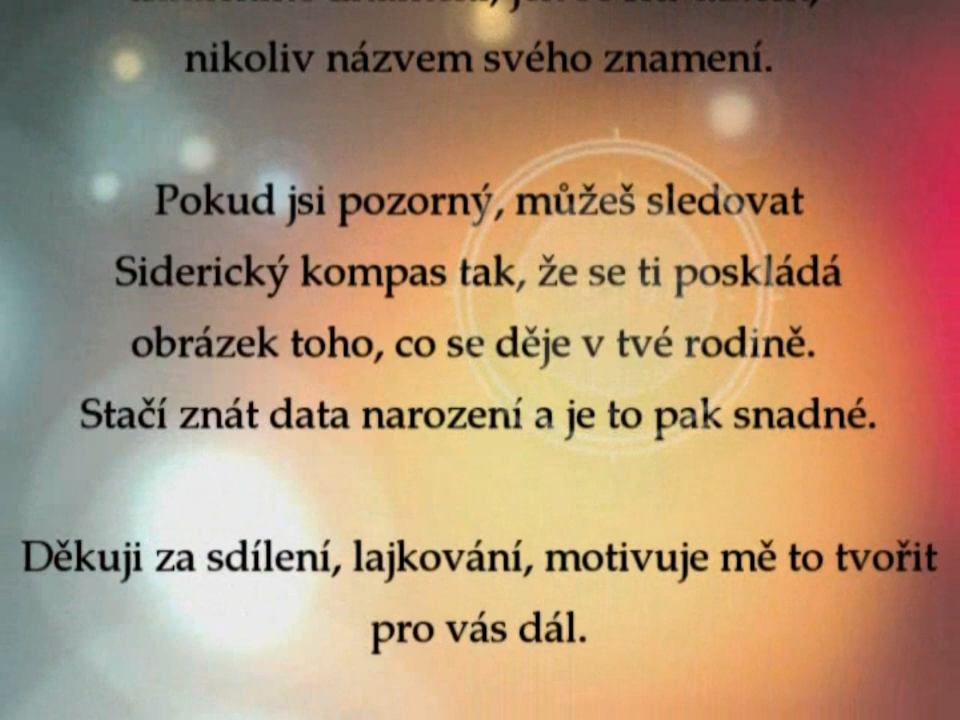 nikoliv názvem svého znamení.
Pokud jsi pozorný, můžeš sledovat
Siderický kompas tak, že se ti poskládá
obrázek toho, co se děje v tvé rodině.
Stačí znát data narození a je to pak snadné.
Děkuji za sdílení, lajkování, motivuje mě to tvořit
pro vás dál.